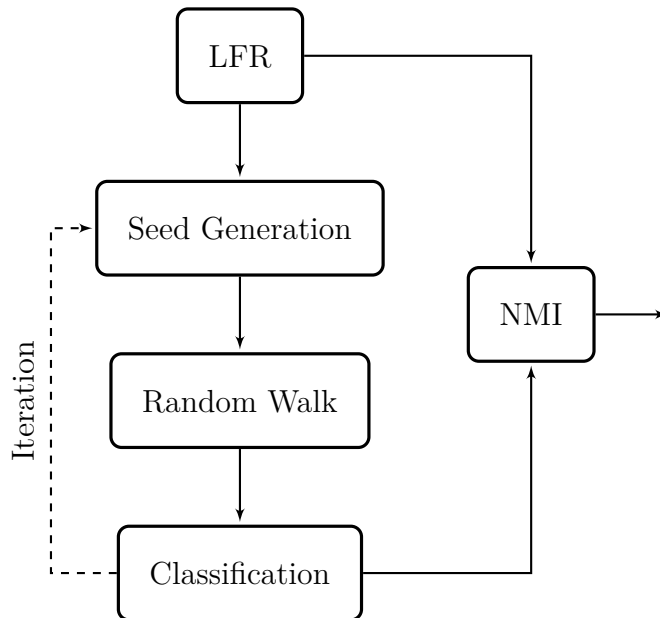 LFR
Seed Generation
NMI
Random Walk
Iteration
Classification